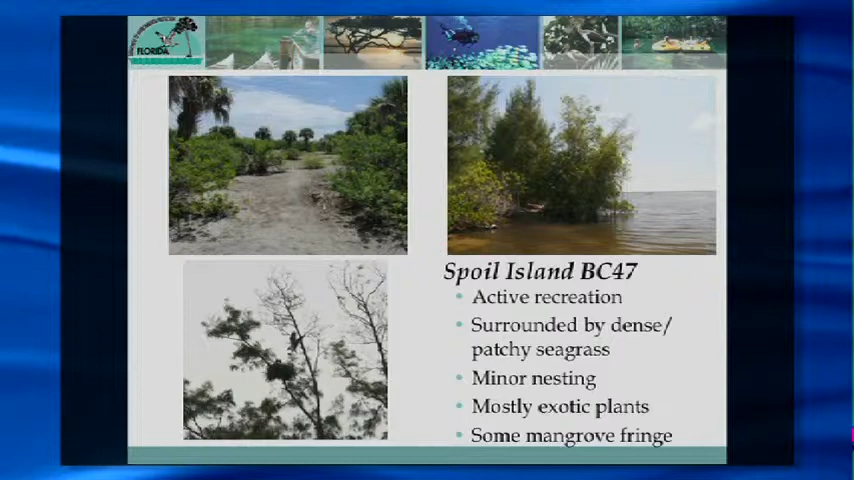 FLORIDA
Spoil Island BC47
• Active recreation
• Surrounded by dense/
patchy seagrass
• Minor nesting
• Mostly exotic plants
• Some mangrove fringe